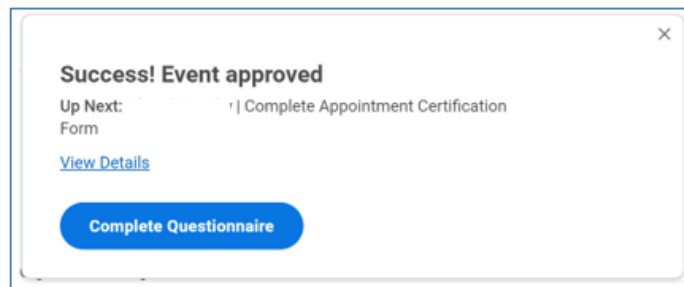 Success! Event approved
Up Next: | Complete Appointment Certification
Form
View Details
Complete Questionnaire